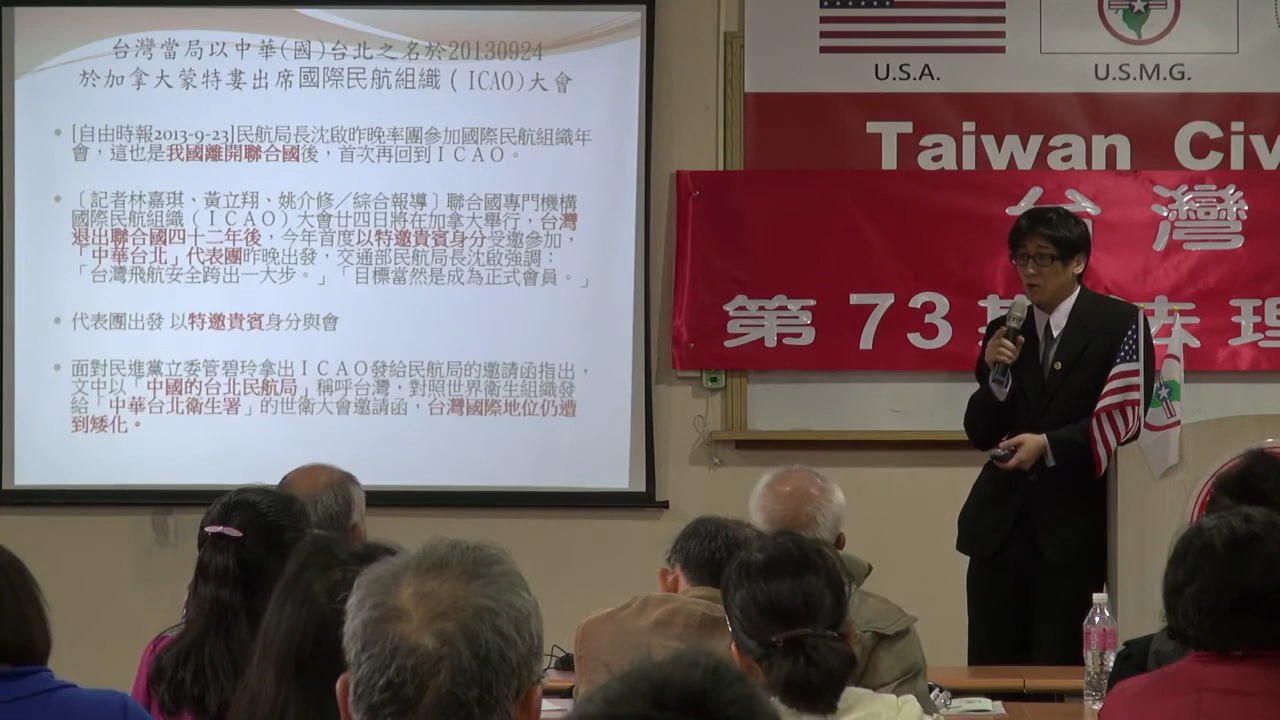 台灣當局以中華(國)台北之名於20130924
於加拿大蒙特婁出席國際民航組織（ICAO)大會
• [自由時報2013-9-23]民航局長沈啟昨晚率團參加國際民航組織年
會，這也是我國離開聯合國後，首次再回到ＩＣＡＯ。
• 〔記者林嘉琪、黃立翔、姚介修／綜合報導〕聯合國專門機構
國際民航組織（ＩＣＡＯ）大會廿四日將在加拿大舉行，台灣
退出聯合國四十二年後，今年首度以特邀貴賓身分受邀參加，
「中華台北」代表團昨晚出發，交通部民航局長沈啟強調：
「台灣飛航安全跨出一大步。」「目標當然是成為正式會員。」
• 代表團出發 以特邀貴賓身分與會
• 面對民進黨立委管碧玲拿出ＩＣＡＯ發給民航局的邀請函指出，
文中以「中國的台北民航局」稱呼台灣，對照世界衛生組織發
給「中華台北衛生署」的世衛大會邀請函，台灣國際地位仍遭
到矮化。
U.S.A.
U.S.M.G.
Taiwan Civ
台灣
第73期法理